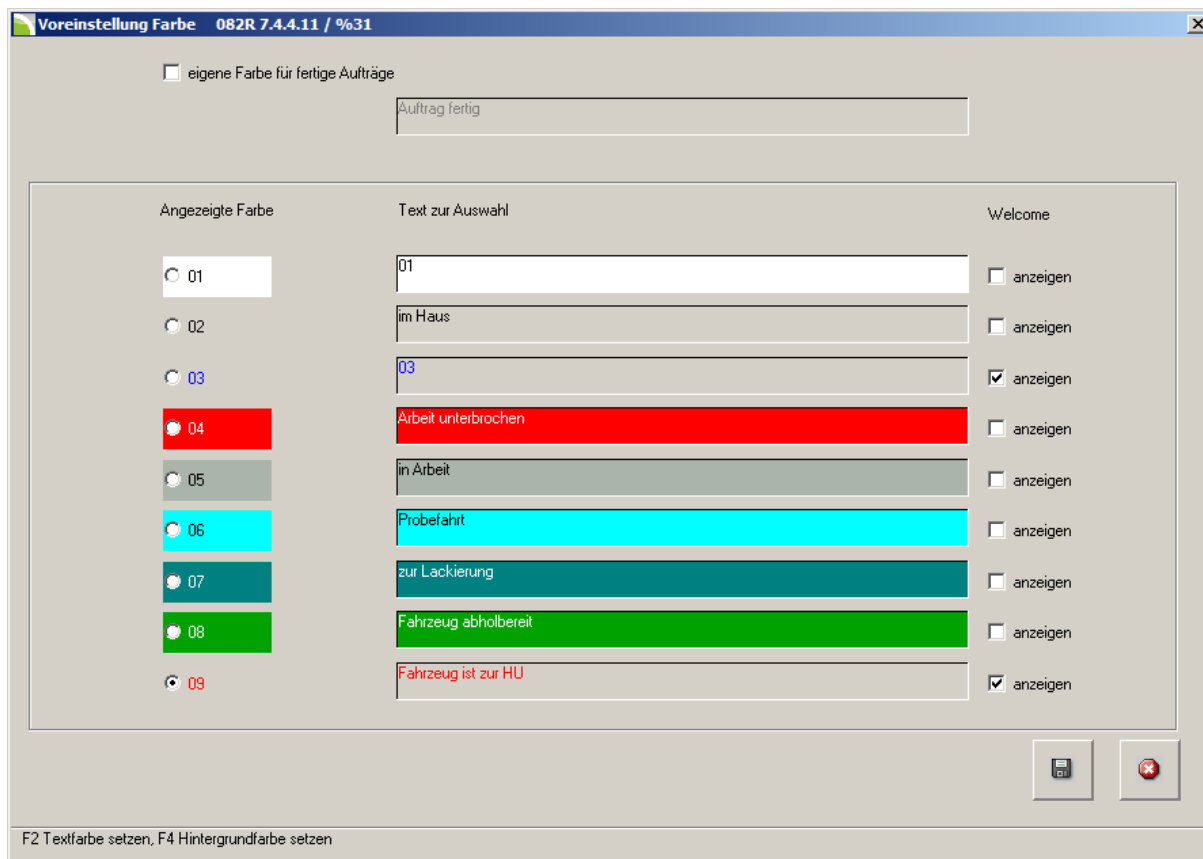 Voreinstellung Farbe 082R 7.4.4.11 / %31
eigene Farbe für fertige Aufträge
Auftrag fertig
Angezeigte Farbe Text zur Auswahl Welcome
01 01 anzeigen
02 im Haus anzeigen
03 03 anzeigen
04 Arbeit unterbrochen anzeigen
05 in Arbeit anzeigen
06 Probefahrt anzeigen
07 zur Lackierung anzeigen
08 Fahrzeug abholbereit anzeigen
09 Fahrzeug ist zur HU anzeigen
F2 Textfarbe setzen, F4 Hintergrundfarbe setzen